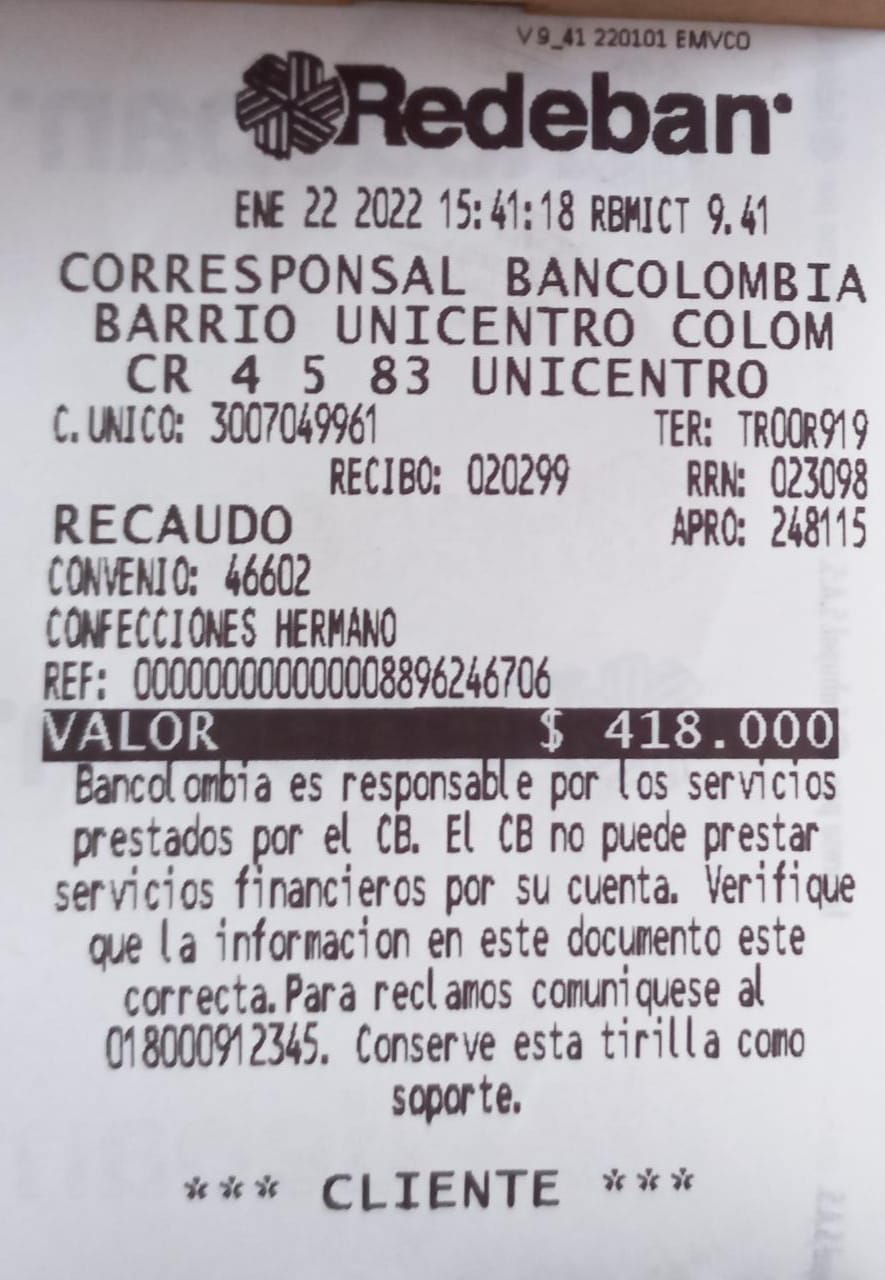 V 9_41 220101 EMVCO
Redeban
ENE 22 2022 15:41:18 RBMICT 9.41
CORRESPONSAL BANCOLOMBIA
BARRIO UNICENTRO COLOM
CR 4 5 83 UNICENTRO
C. UNICO: 3007049961 TER: TR00R919
RECIBO: 020299 RRN: 023098
RECAUDO APRO: 248115
CONVENIO: 46602
CONFECCIONES HERMANO
REF: 000000000000008896246706
VALOR $ 418.000
Bancolombia es responsable por los servicios
prestados por el CB. El CB no puede prestar
servicios financieros por su cuenta. Verifique
que la informacion en este documento este
correcta. Para reclamos comuniquese al
018000912345. Conserve esta tirilla como
soporte.
*** CLIENTE ***